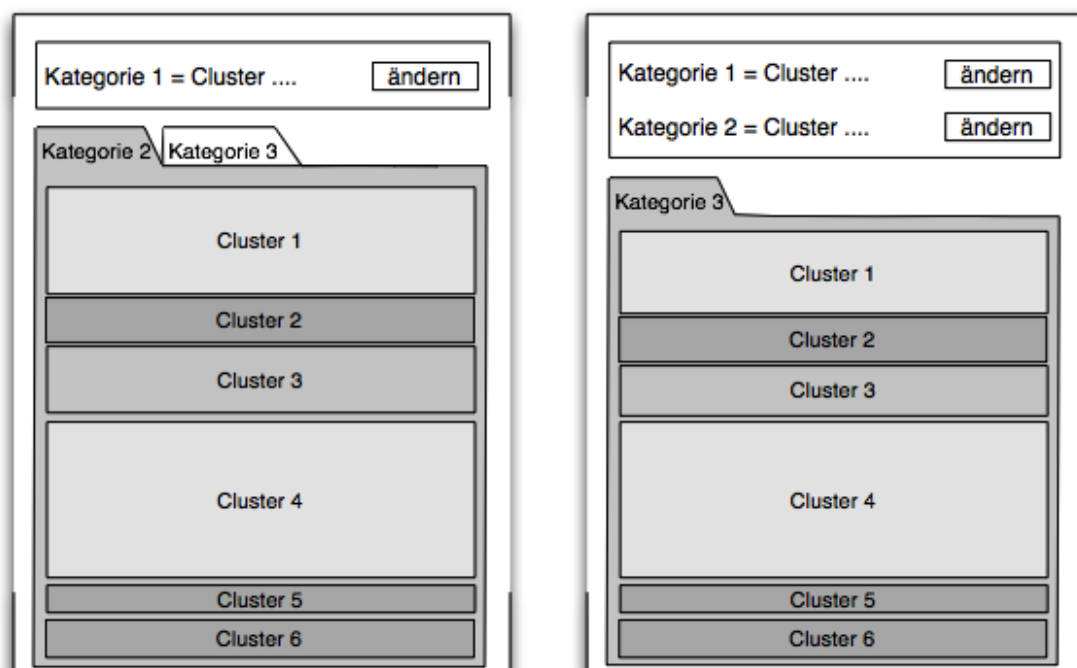 Kategorie 1 = Cluster ....
ändern
Kategorie 2
Kategorie 3
Cluster 1
Cluster 2
Cluster 3
Cluster 4
Cluster 5
Cluster 6
Kategorie 1 = Cluster ....
ändern
Kategorie 2 = Cluster ....
ändern
Kategorie 3
Cluster 1
Cluster 2
Cluster 3
Cluster 4
Cluster 5
Cluster 6